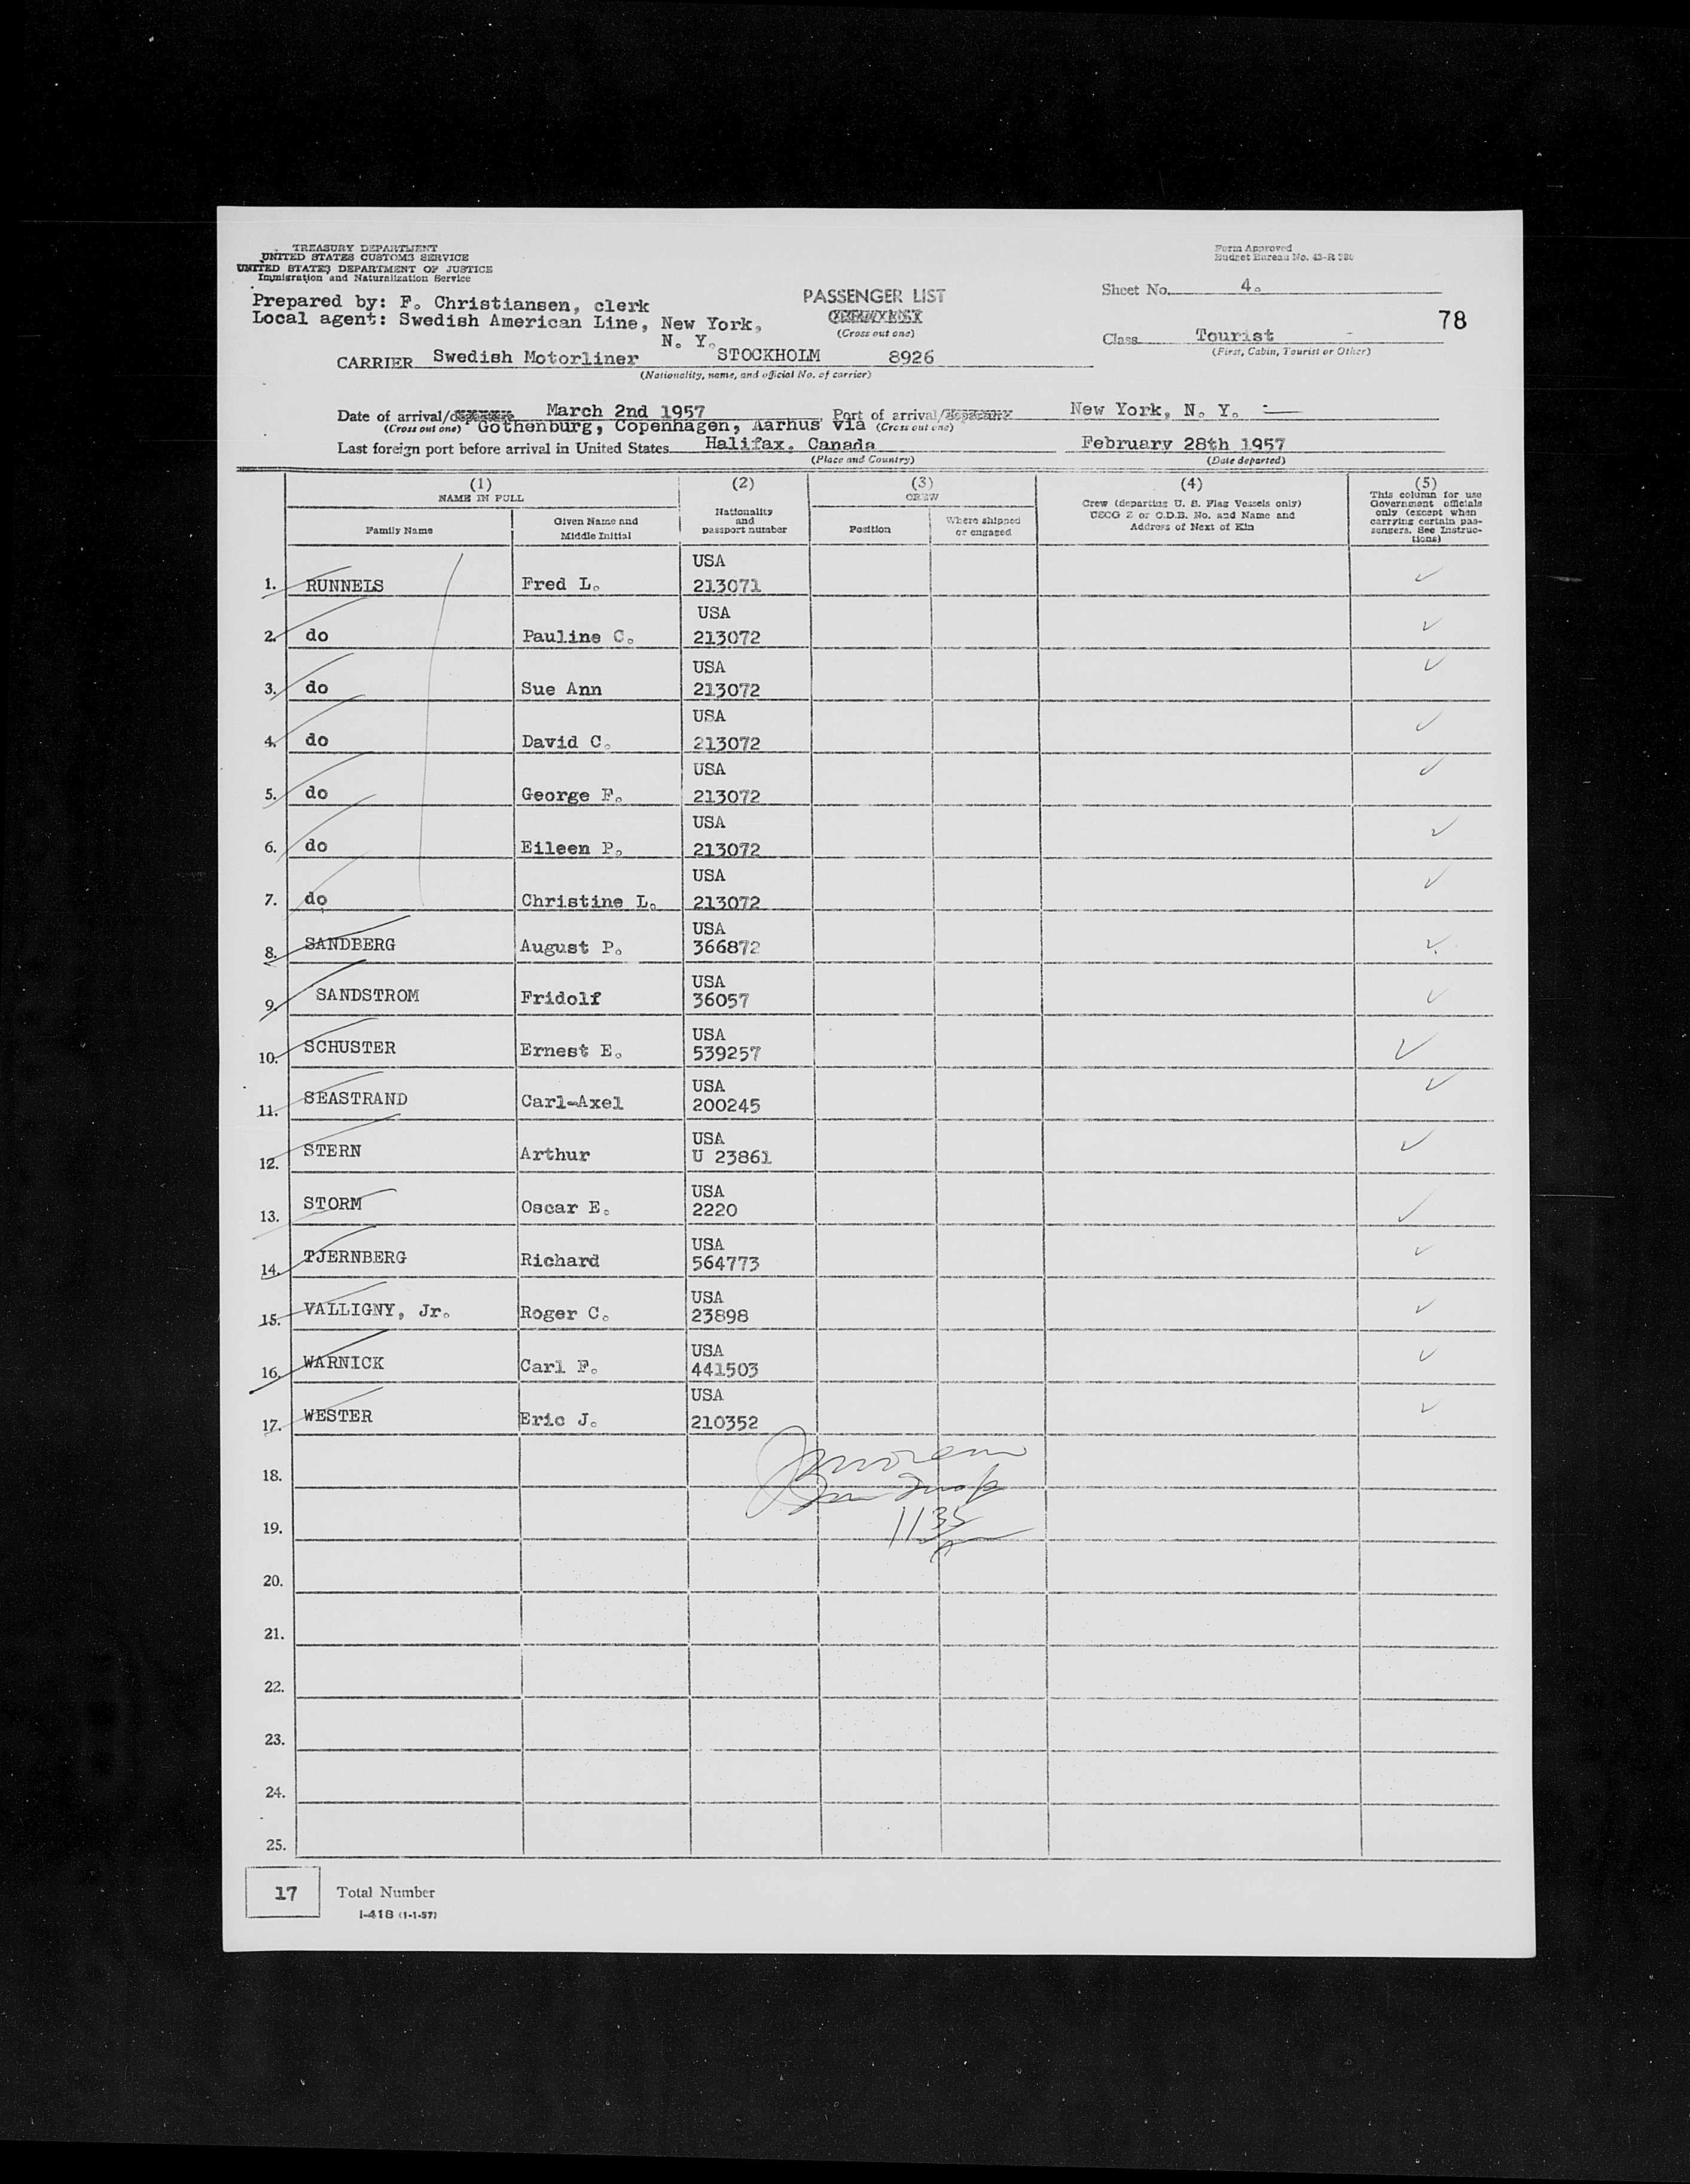 TREASURY DEPARTMENT
UNITED STATES CUSTOMS SERVICE
UNITED STATES DEPARTMENT OF JUSTICE
Immigration and Naturalization Service
Form Approved
Budget Bureau No. 43-R
Prepared by: F. Christiansen, clerk
Local agent: Swedish American Line, New York,
N. Y.
PASSENGER LIST
(Cross out one)
Sheet No. 4.
78
Class Tourist
(First, Cabin, Tourist or Other)
CARRIER Swedish Motorliner STOCKHOLM 8926
(Nationality, name, and official No. of carrier)
Date of arrival/ March 2nd 1957 Port of arrival/ New York, N. Y.
(Cross out one) Gothenburg, Copenhagen, Aarhus via (Cross out one)
Last foreign port before arrival in United States Halifax, Canada February 28th 1957
(Place and Country) (Date departed)
(1) (2) (3) (4) (5)
NAME IN FULL
Family Name
Given Name and Middle Initial
Nationality and passport number
CREW
Position
Where shipped or engaged
Crew (departing U. S. Flag Vessels only)
USCG Z or C.D.B. No. and Name and
Address of Next of Kin
This column for use
Government officials
only (except when
carrying certain pas-
sengers. See Instruc-
tions)
1. RUNNELS Fred L. USA 213071
2. do Pauline C. USA 213072
3. do Sue Ann USA 213072
4. do David C. USA 213072
5. do George F. USA 213072
6. do Eileen P. USA 213072
7. do Christine L. USA 213072
8. SANDBERG August P. USA 366872
9. SANDSTROM Fridolf USA 36057
10. SCHUSTER Ernest E. USA 539257
11. SEASTRAND Carl-Axel USA 200245
12. STERN Arthur USA U 23861
13. STORM Oscar E. USA 2220
14. TJERNBERG Richard USA 564773
15. VALLIGNY, Jr. Roger C. USA 23898
16. WARNICK Carl F. USA 441503
17. WESTER Eric J. USA 210352
18.
19. 1135
20.
21.
22.
23.
24.
25.
17 Total Number
I-418 (1-1-57)